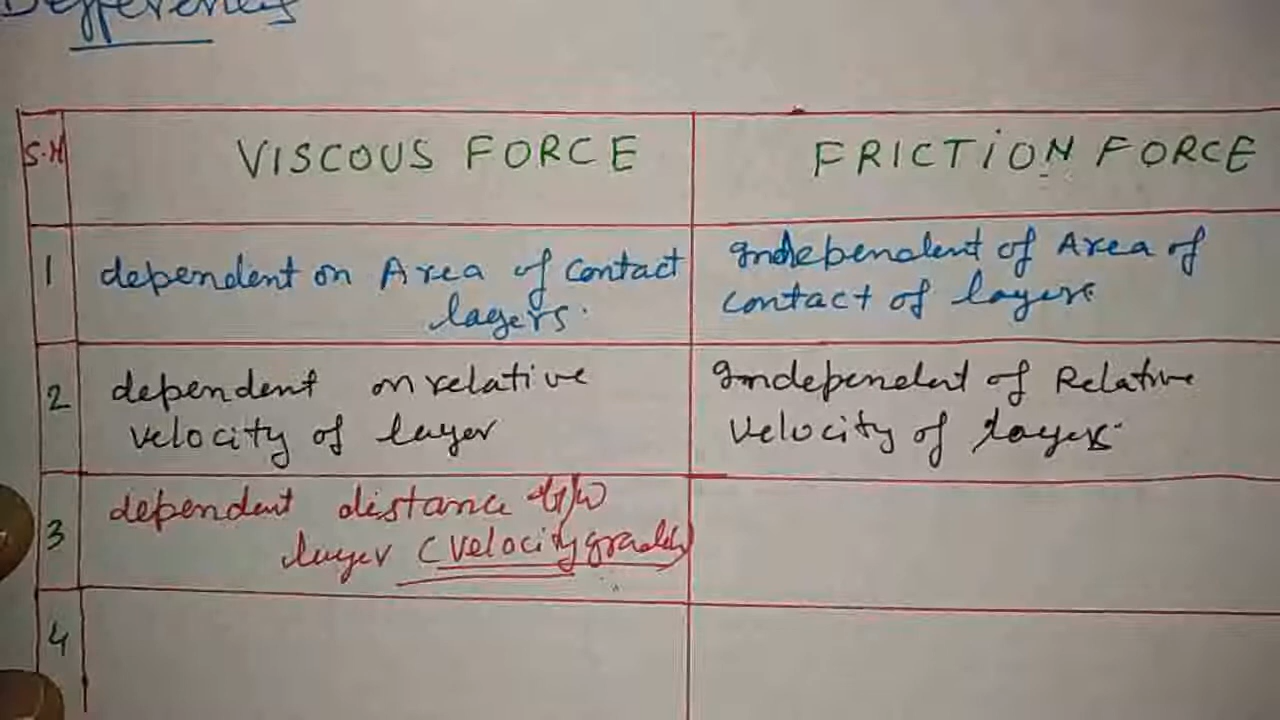 Differences
S.N
VISCOUS FORCE
FRICTION FORCE
1
dependent on Area of Contact
layers.
Independent of Area of
contact of layers
2
dependent on relative
velocity of layer
Independent of Relative
velocity of layers.
3
dependent distance b/w
layer (velocity
4